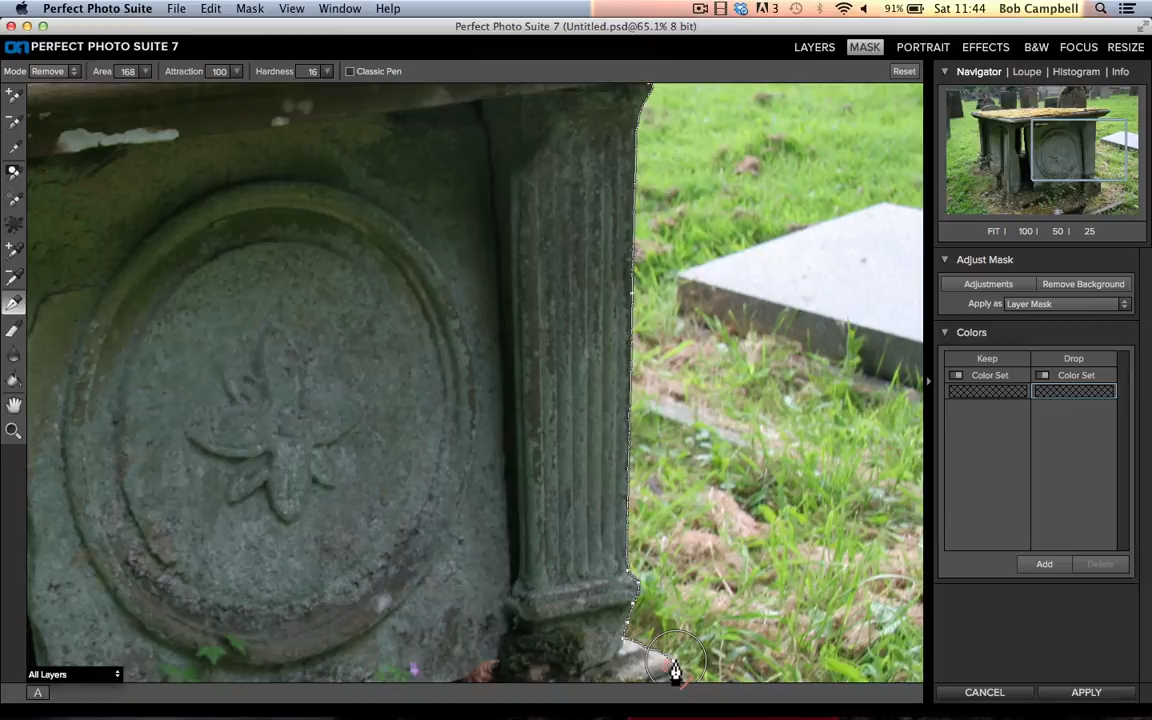 Perfect Photo Suite 7 File Edit Mask View Window Help 3 91% Sat 11:44 Bob Campbell
Perfect Photo Suite 7 (Untitled.psd@65.1% 8 bit)
on PERFECT PHOTO SUITE 7 LAYERS MASK PORTRAIT EFFECTS B&W FOCUS RESIZE
Mode Remove Area 168 Attraction 100 Hardness 16 Classic Pen Reset
Navigator | Loupe | Histogram | Info
FIT | 100 | 50 | 25
Adjust Mask
Adjustments Remove Background
Apply as Layer Mask
Colors
Keep Drop
Color Set Color Set
Add Delete
All Layers
A CANCEL APPLY